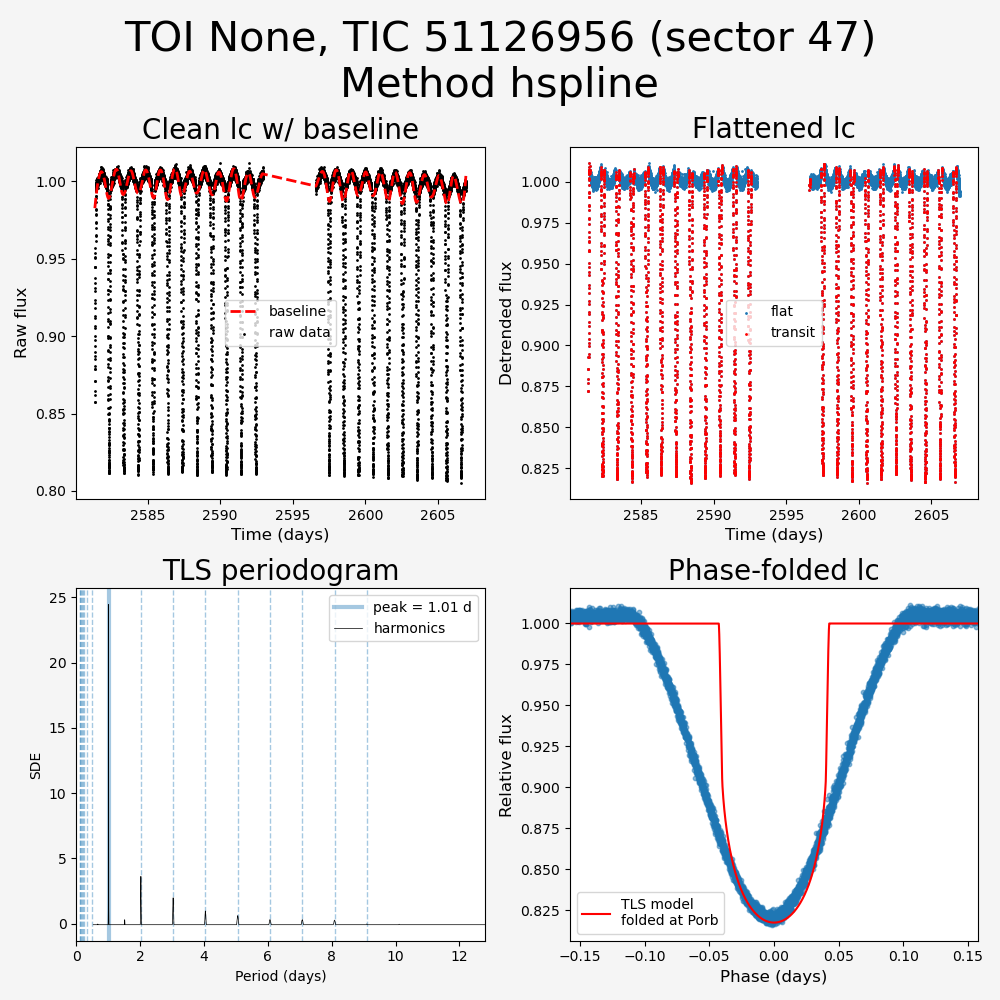 TOI None, TIC 51126956 (sector 47)
Method hspline
Clean lc w/ baseline
Raw flux
1.00
0.95
0.90
0.85
0.80
baseline
raw data
2585
2590
2595
2600
2605
Time (days)
Flattened lc
Detrended flux
1.000
0.975
0.950
0.925
0.900
0.875
0.850
0.825
flat
transit
2585
2590
2595
2600
2605
Time (days)
TLS periodogram
SDE
25
20
15
10
5
0
peak = 1.01 d
harmonics
0
2
4
6
8
10
12
Period (days)
Phase-folded lc
Relative flux
1.000
0.975
0.950
0.925
0.900
0.875
0.850
0.825
TLS model
folded at Porb
−0.15
−0.10
−0.05
0.00
0.05
0.10
0.15
Phase (days)